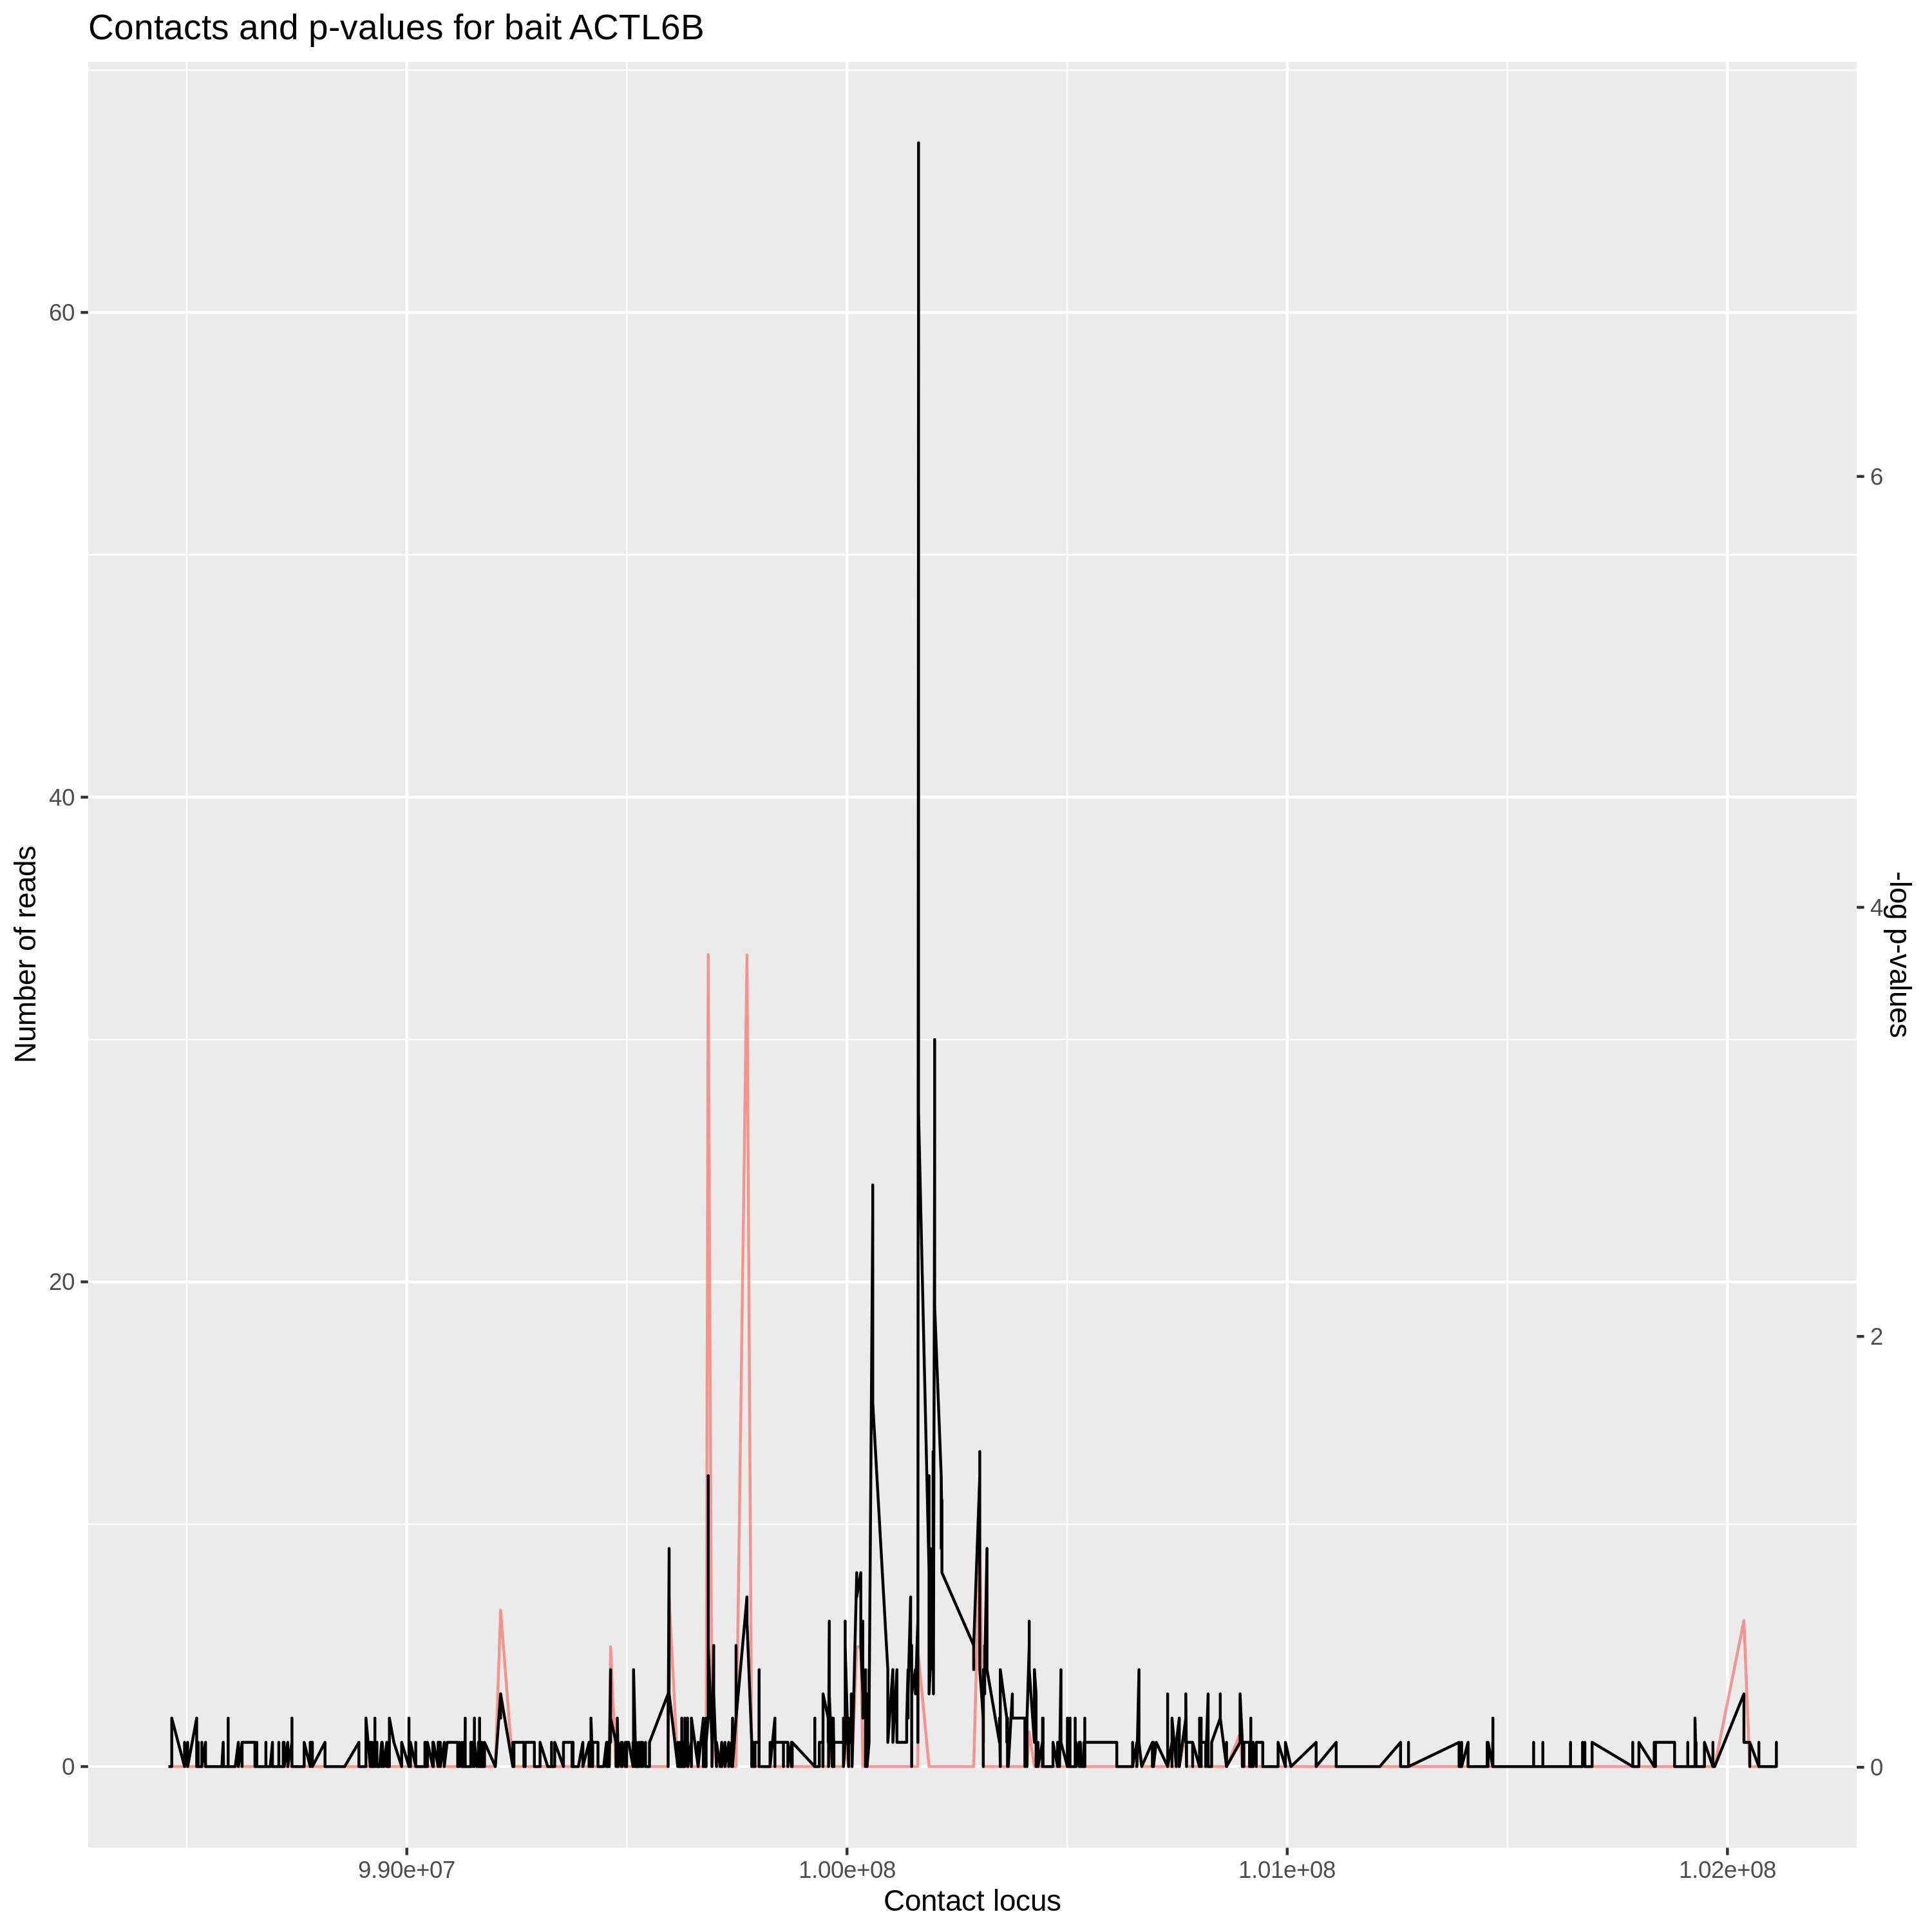 Contacts and p-values for bait ACTL6B
60
40
20
0
Number of reads
6
4
2
0
-log p-values
9.90e+07 1.00e+08 1.01e+08 1.02e+08
Contact locus